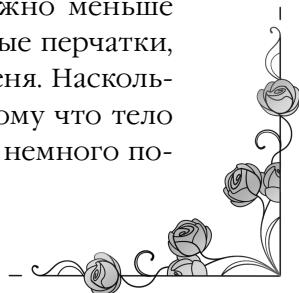 жно меньше
ые перчатки,
еня. Насколь-
ому что тело
немного по-